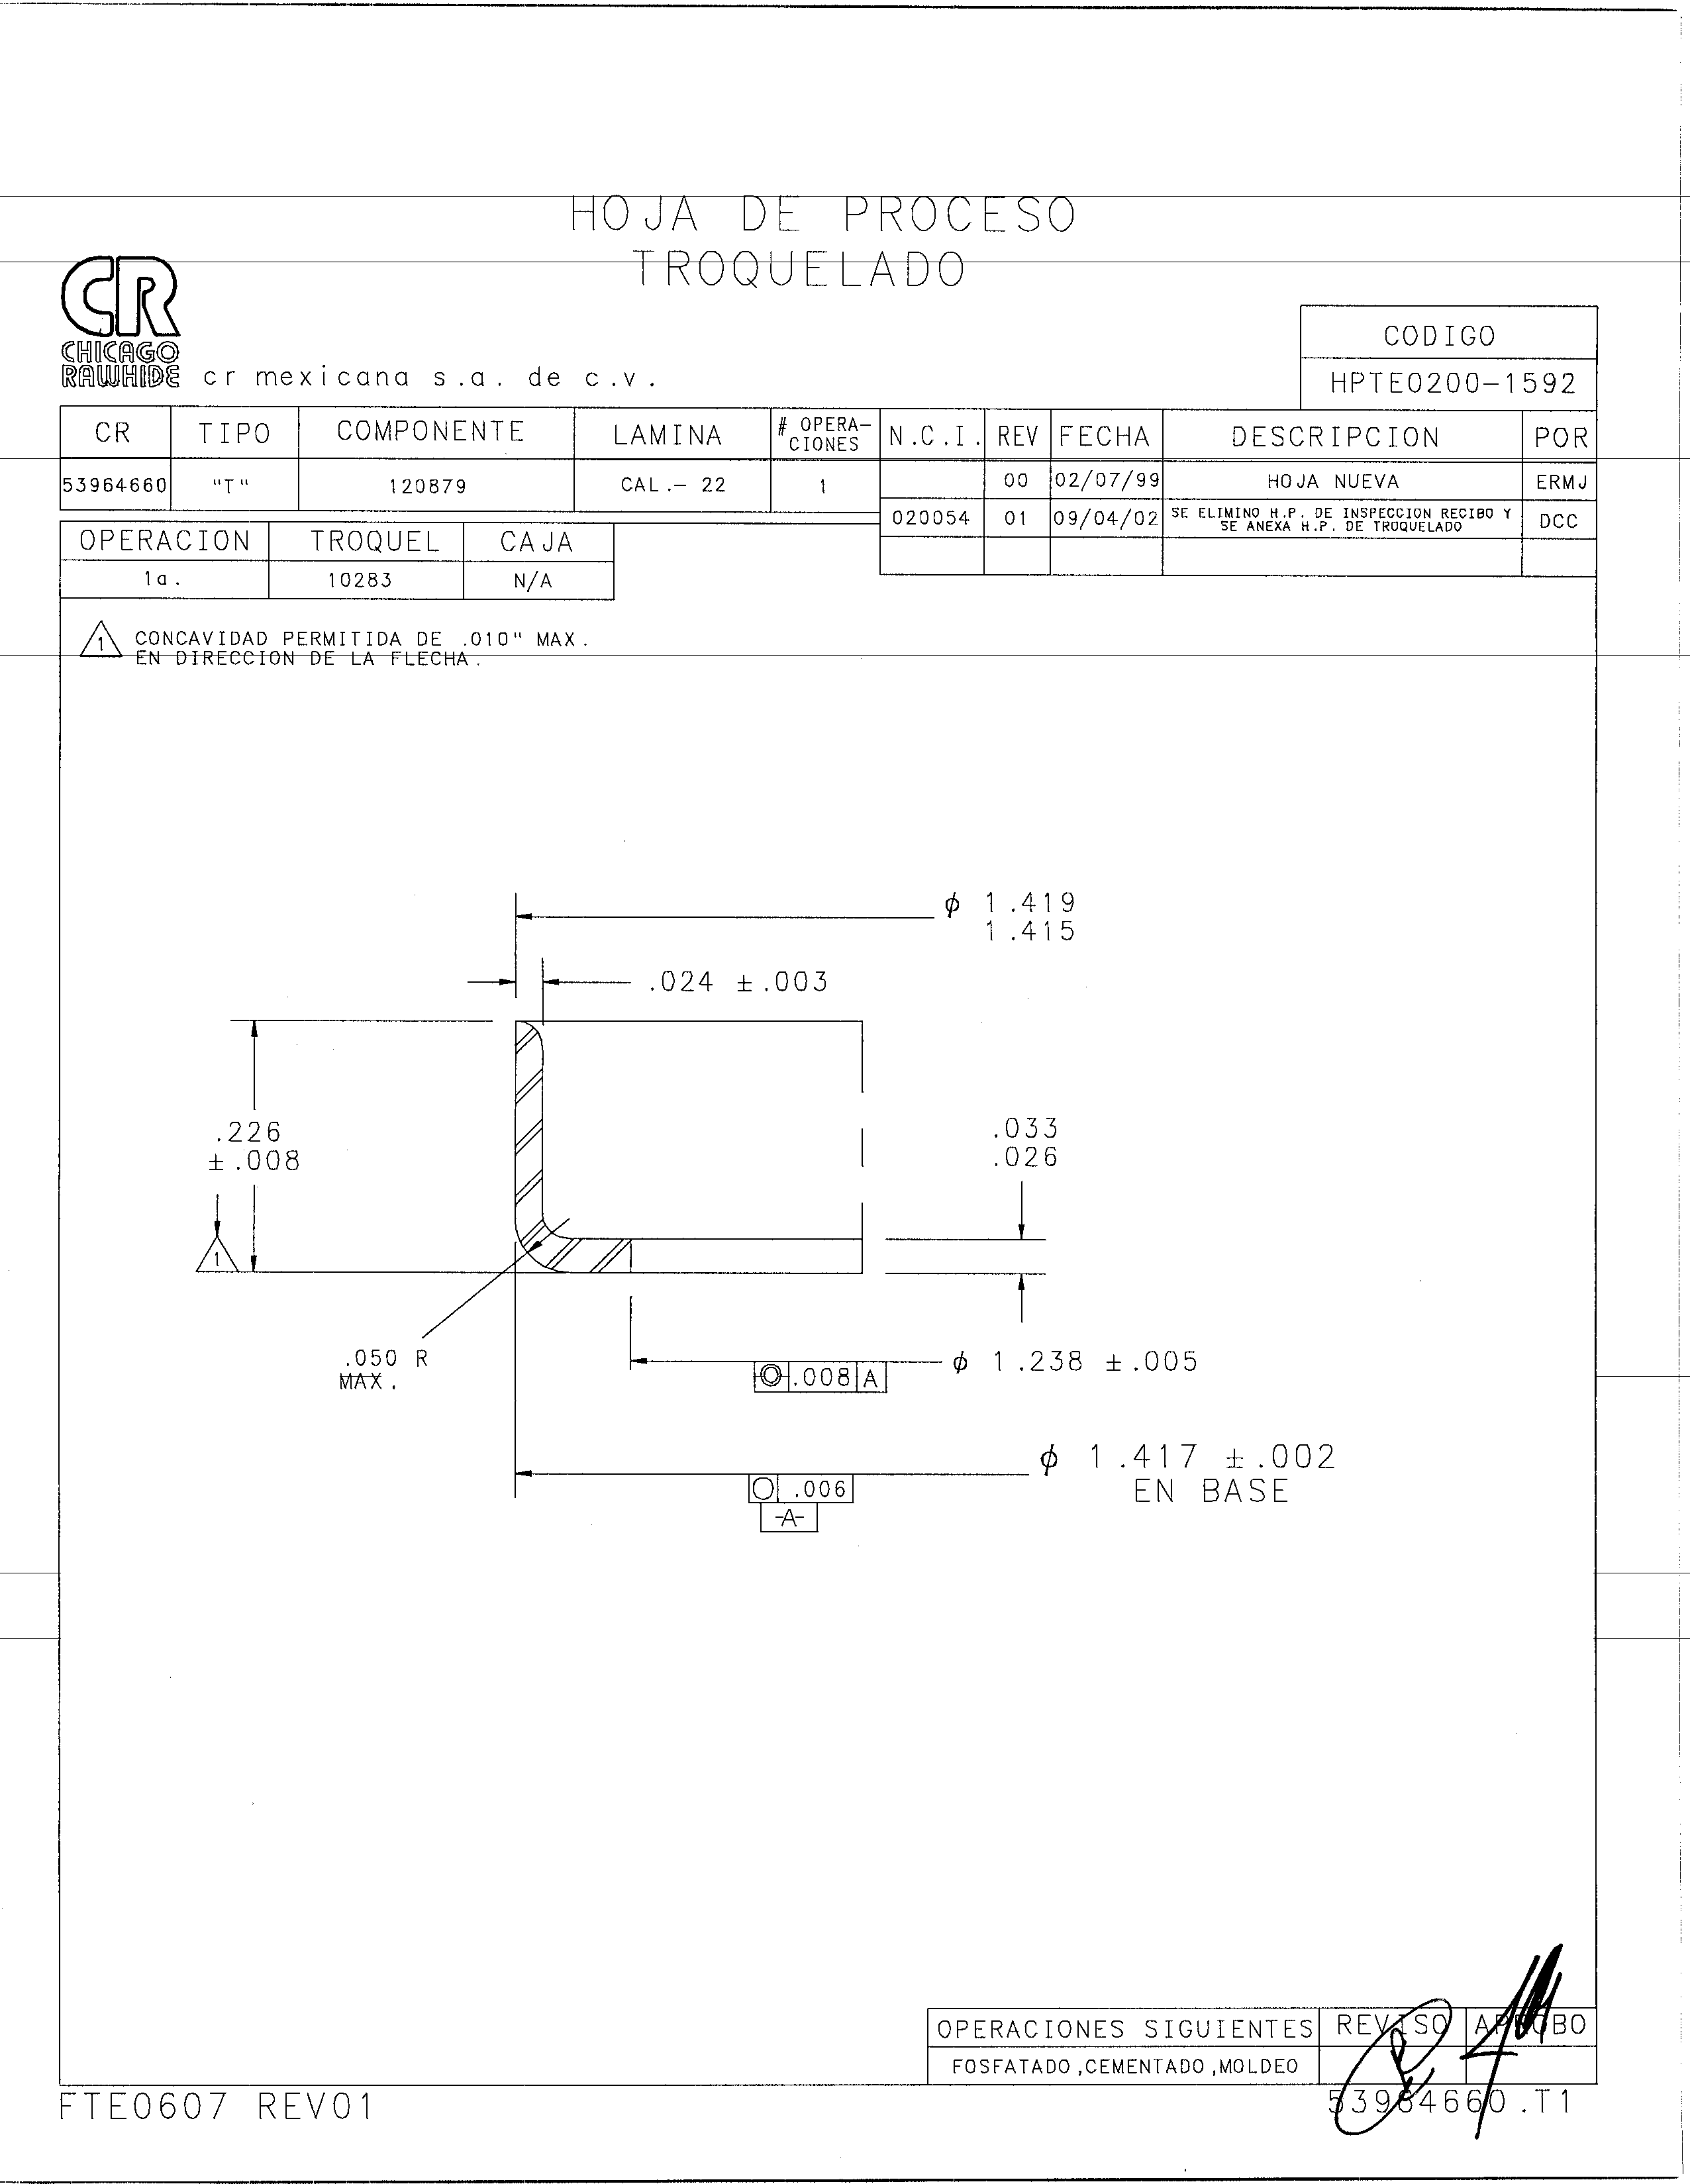 HOJA DE PROCESO
TROQUELADO
CR
CHICAGO
RAWHIDE
cr mexicana s.a. de c.v.
CODIGO
HPTE0200-1592
CR TIPO COMPONENTE LAMINA # OPERA-CIONES
53964660 "T" 120879 CAL.- 22 1
N.C.I. REV FECHA DESCRIPCION POR
00 02/07/99 HOJA NUEVA ERMJ
020054 01 09/04/02 SE ELIMINO H.P. DE INSPECCION RECIBO Y
SE ANEXA H.P. DE TROQUELADO DCC
OPERACION TROQUEL CAJA
1a. 10283 N/A
1 CONCAVIDAD PERMITIDA DE .010" MAX.
EN DIRECCION DE LA FLECHA.
ϕ 1.419
1.415
.024 ±.003
.226
±.008
.033
.026
1
.050 R
MAX.
ϕ 1.238 ±.005
◎ .008 A
ϕ 1.417 ±.002
EN BASE
○ .006
-A-
OPERACIONES SIGUIENTES REVISO APROBO
FOSFATADO,CEMENTADO,MOLDEO
FTE0607 REV01
53964660.T1